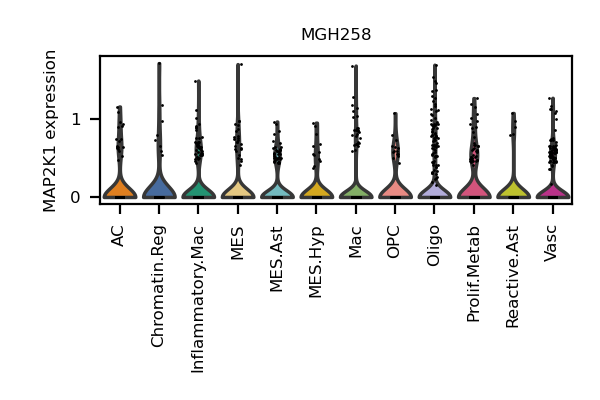 MGH258
MAP2K1 expression
1
0
AC
Chromatin.Reg
Inflammatory.Mac
MES
MES.Ast
MES.Hyp
Mac
OPC
Oligo
Prolif.Metab
Reactive.Ast
Vasc